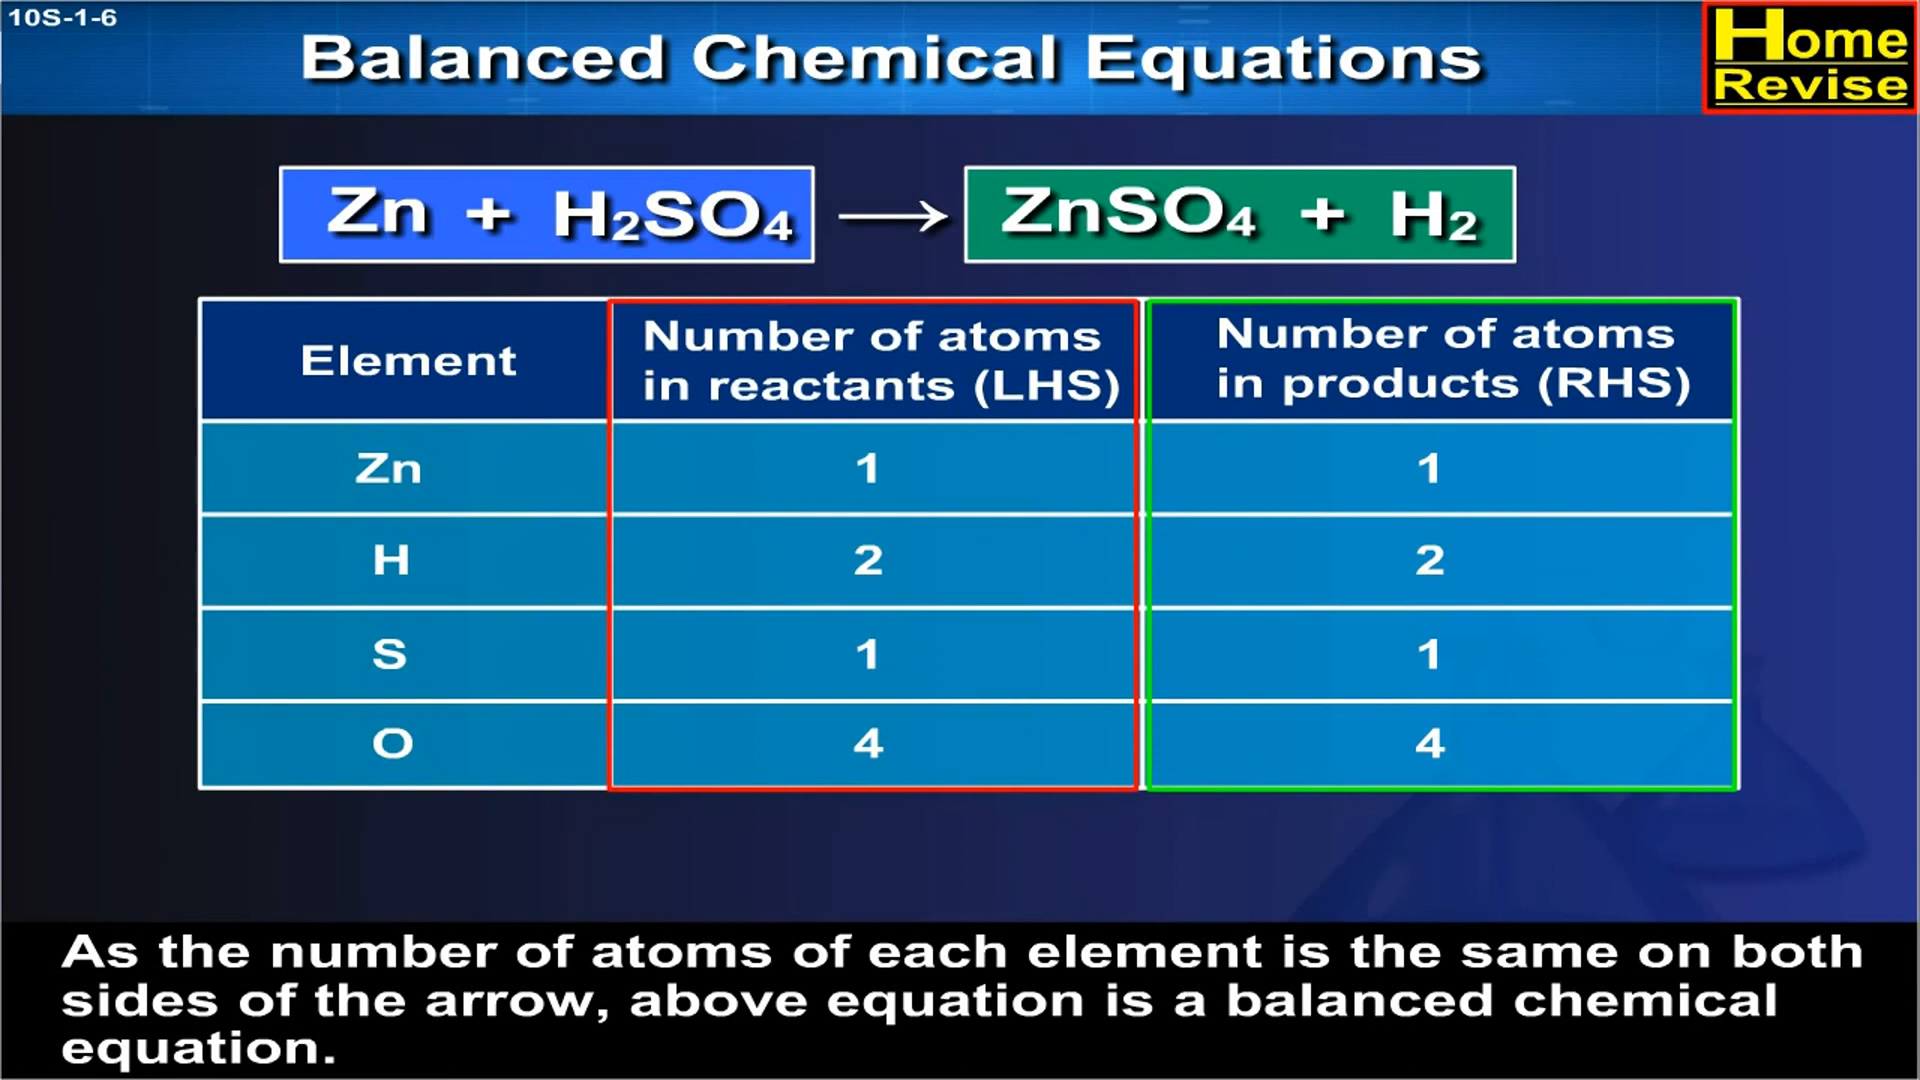 10S-1-6
Balanced Chemical Equations
Home
Revise
Zn + H₂SO₄ → ZnSO₄ + H₂
Element
Number of atoms
in reactants (LHS)
Number of atoms
in products (RHS)
Zn 1 1
H 2 2
S 1 1
O 4 4
As the number of atoms of each element is the same on both
sides of the arrow, above equation is a balanced chemical
equation.